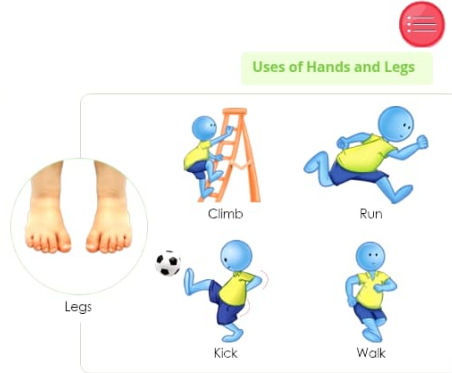 Uses of Hands and Legs
Climb
Run
Legs
Kick
Walk